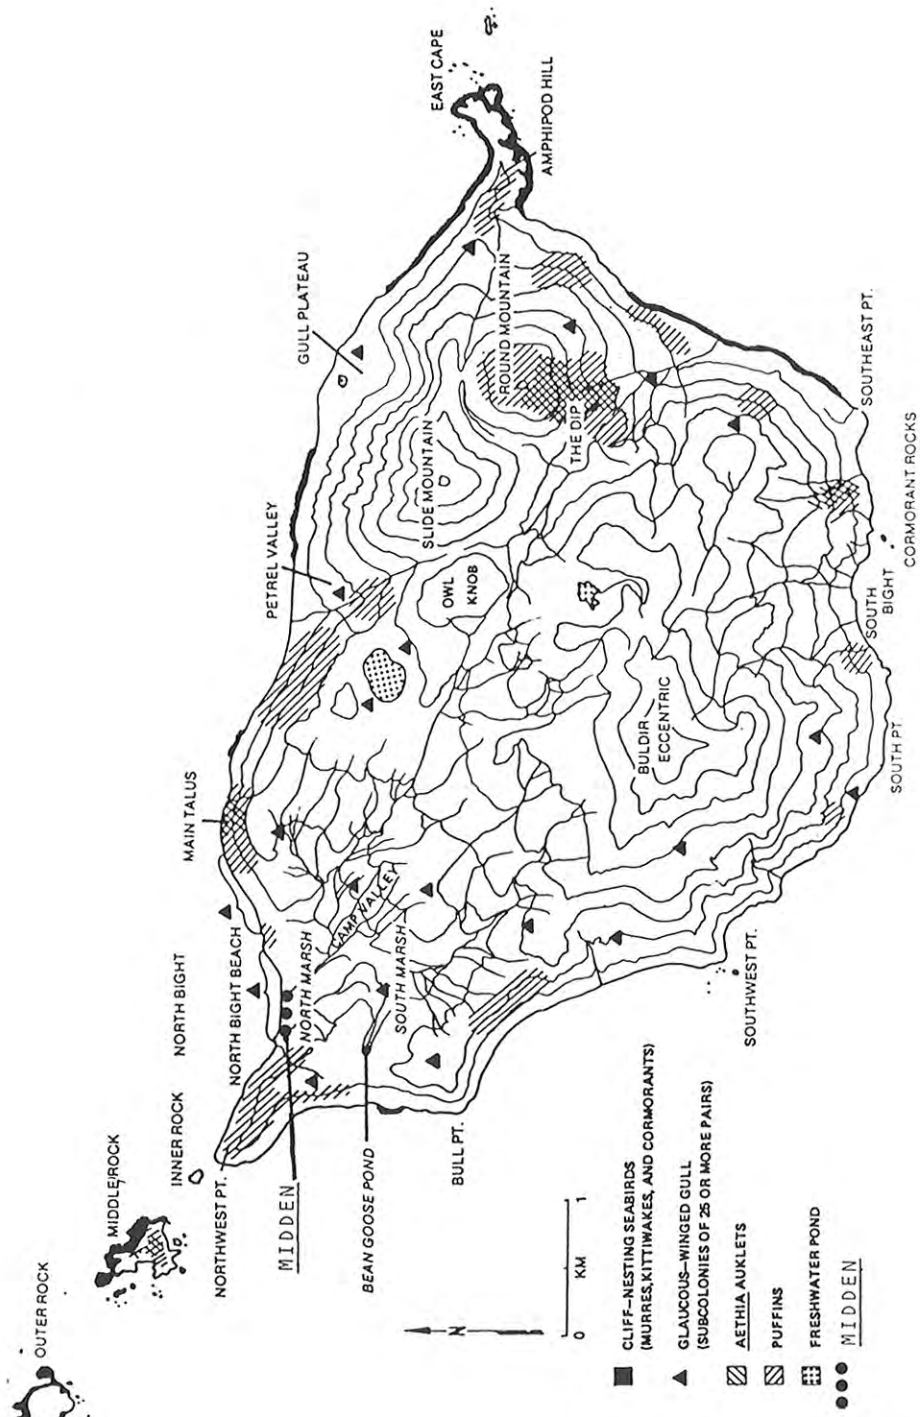 OUTER ROCK
MIDDLE ROCK
INNER ROCK
NORTH BIGHT
NORTHWEST PT.
NORTH BIGHT BEACH
MAIN TALUS
PETREL VALLEY
GULL PLATEAU
EAST CAPE
AMPHIPOD HILL
MIDDEN
NORTH MARSH
CAMP VALLEY
SOUTH MARSH
BEAN GOOSE POND
BULL PT.
OWL
KNOB
SLIDE MOUNTAIN
ROUND MOUNTAIN
THE DIP
BULDIR
ECCENTRIC
SOUTHWEST PT.
SOUTH PT.
SOUTH
BIGHT
CORMORANT ROCKS
SOUTHEAST PT.
N
0
KM
1
CLIFF-NESTING SEABIRDS
(MURRES, KITTIWAKES, AND CORMORANTS)
GLAUCOUS-WINGED GULL
(SUBCOLONIES OF 25 OR MORE PAIRS)
AETHIA AUKLETS
PUFFINS
FRESHWATER POND
MIDDEN